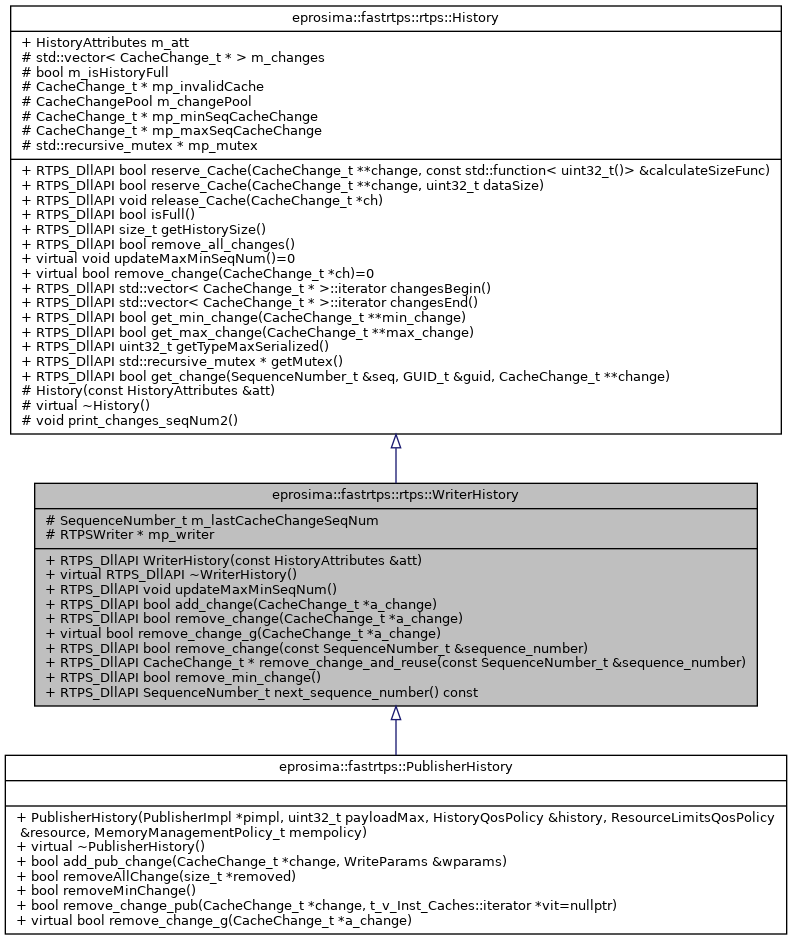 eprosima::fastrtps::rtps::History
+ HistoryAttributes m_att
# std::vector< CacheChange_t * > m_changes
# bool m_isHistoryFull
# CacheChange_t * mp_invalidCache
# CacheChangePool m_changePool
# CacheChange_t * mp_minSeqCacheChange
# CacheChange_t * mp_maxSeqCacheChange
# std::recursive_mutex * mp_mutex
+ RTPS_DllAPI bool reserve_Cache(CacheChange_t **change, const std::function< uint32_t()> &calculateSizeFunc)
+ RTPS_DllAPI bool reserve_Cache(CacheChange_t **change, uint32_t dataSize)
+ RTPS_DllAPI void release_Cache(CacheChange_t *ch)
+ RTPS_DllAPI bool isFull()
+ RTPS_DllAPI size_t getHistorySize()
+ RTPS_DllAPI bool remove_all_changes()
+ virtual void updateMaxMinSeqNum()=0
+ virtual bool remove_change(CacheChange_t *ch)=0
+ RTPS_DllAPI std::vector< CacheChange_t * >::iterator changesBegin()
+ RTPS_DllAPI std::vector< CacheChange_t * >::iterator changesEnd()
+ RTPS_DllAPI bool get_min_change(CacheChange_t **min_change)
+ RTPS_DllAPI bool get_max_change(CacheChange_t **max_change)
+ RTPS_DllAPI uint32_t getTypeMaxSerialized()
+ RTPS_DllAPI std::recursive_mutex * getMutex()
+ RTPS_DllAPI bool get_change(SequenceNumber_t &seq, GUID_t &guid, CacheChange_t **change)
# History(const HistoryAttributes &att)
# virtual ~History()
# void print_changes_seqNum2()
eprosima::fastrtps::rtps::WriterHistory
# SequenceNumber_t m_lastCacheChangeSeqNum
# RTPSWriter * mp_writer
+ RTPS_DllAPI WriterHistory(const HistoryAttributes &att)
+ virtual RTPS_DllAPI ~WriterHistory()
+ RTPS_DllAPI void updateMaxMinSeqNum()
+ RTPS_DllAPI bool add_change(CacheChange_t *a_change)
+ RTPS_DllAPI bool remove_change(CacheChange_t *a_change)
+ virtual bool remove_change_g(CacheChange_t *a_change)
+ RTPS_DllAPI bool remove_change(const SequenceNumber_t &sequence_number)
+ RTPS_DllAPI CacheChange_t * remove_change_and_reuse(const SequenceNumber_t &sequence_number)
+ RTPS_DllAPI bool remove_min_change()
+ RTPS_DllAPI SequenceNumber_t next_sequence_number() const
eprosima::fastrtps::PublisherHistory
+ PublisherHistory(PublisherImpl *pimpl, uint32_t payloadMax, HistoryQosPolicy &history, ResourceLimitsQosPolicy
&resource, MemoryManagementPolicy_t mempolicy)
+ virtual ~PublisherHistory()
+ bool add_pub_change(CacheChange_t *change, WriteParams &wparams)
+ bool removeAllChange(size_t *removed)
+ bool removeMinChange()
+ bool remove_change_pub(CacheChange_t *change, t_v_Inst_Caches::iterator *vit=nullptr)
+ virtual bool remove_change_g(CacheChange_t *a_change)